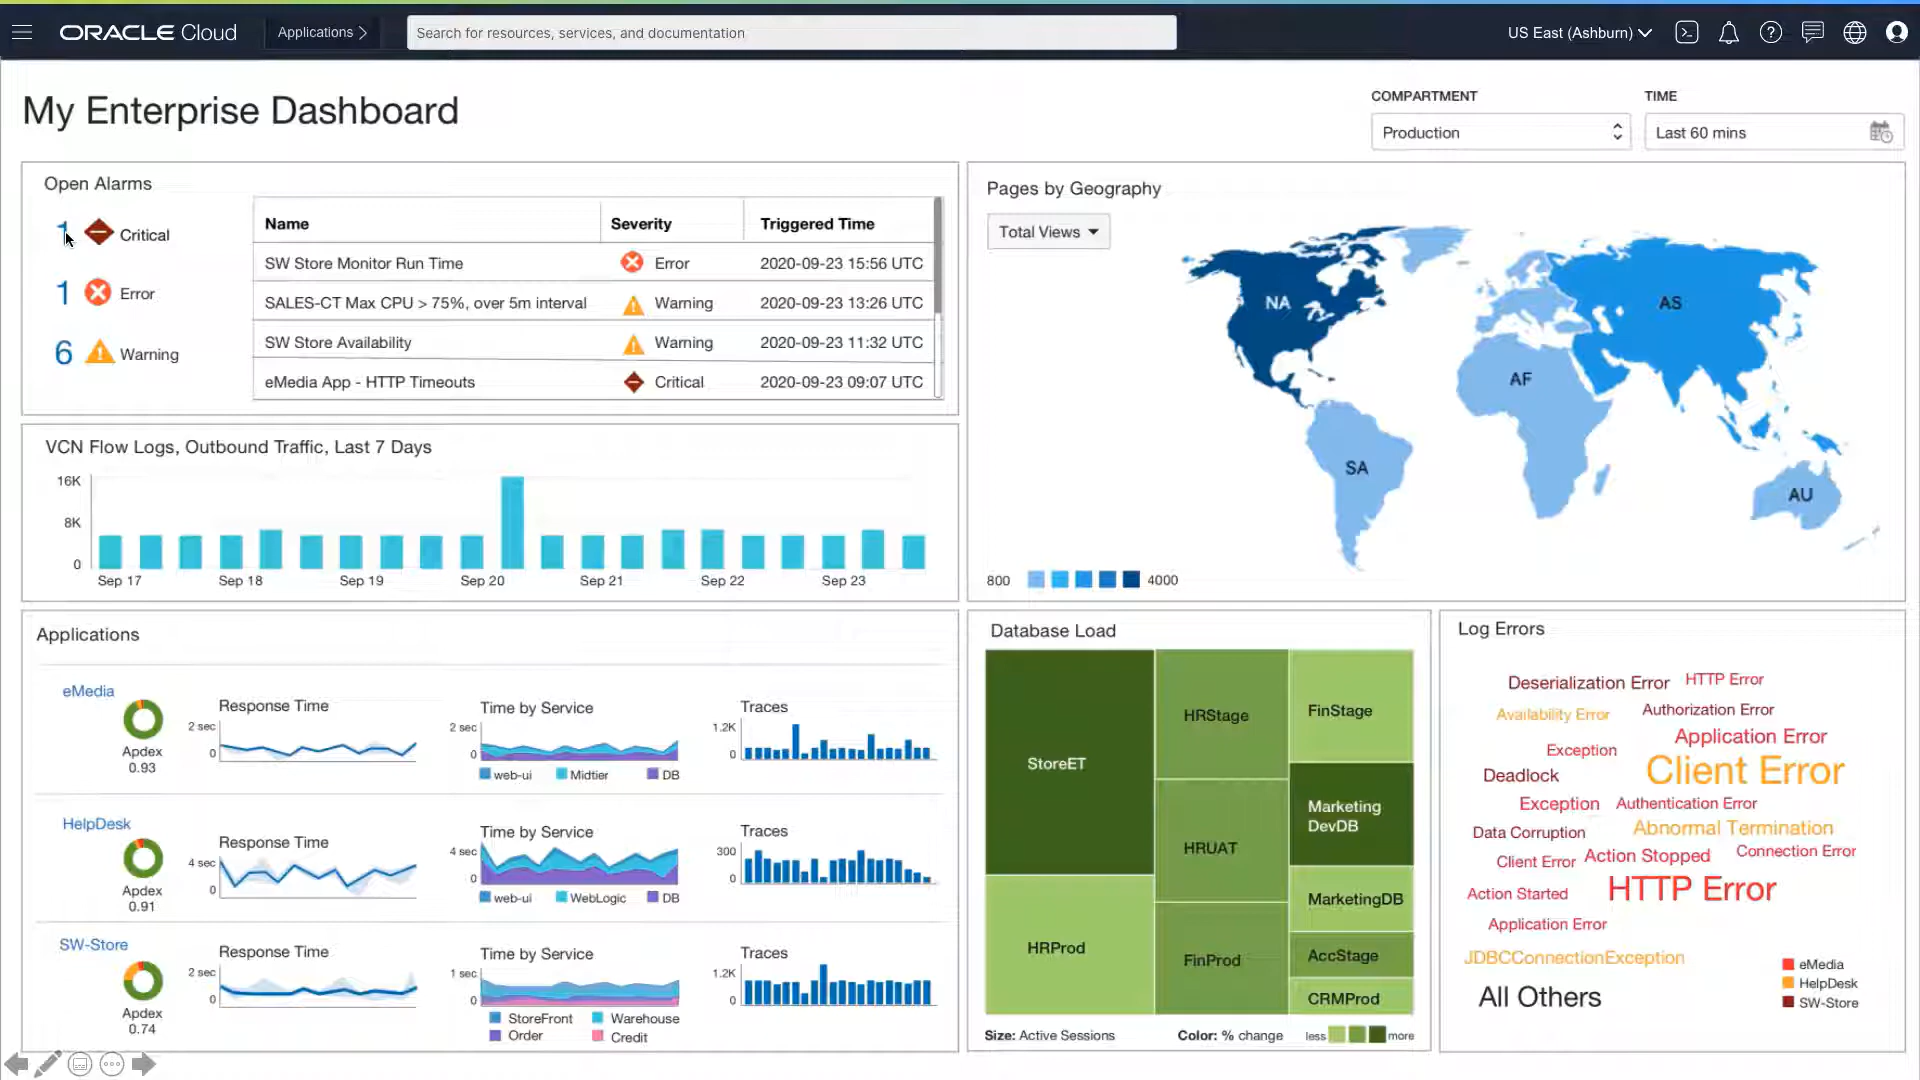 ORACLE Cloud
Applications
Search for resources, services, and documentation
US East (Ashburn)
My Enterprise Dashboard
COMPARTMENT
Production
TIME
Last 60 mins
Open Alarms
1 Critical
1 Error
6 Warning
Name Severity Triggered Time
SW Store Monitor Run Time Error 2020-09-23 15:56 UTC
SALES-CT Max CPU > 75%, over 5m interval Warning 2020-09-23 13:26 UTC
SW Store Availability Warning 2020-09-23 11:32 UTC
eMedia App - HTTP Timeouts Critical 2020-09-23 09:07 UTC
Pages by Geography
Total Views
NA
AS
AF
SA
AU
800 4000
VCN Flow Logs, Outbound Traffic, Last 7 Days
16K
8K
0
Sep 17 Sep 18 Sep 19 Sep 20 Sep 21 Sep 22 Sep 23
Applications
eMedia
Apdex
0.93
Response Time
2 sec
0
Time by Service
2 sec
0
web-ui Midtier DB
Traces
1.2K
0
HelpDesk
Apdex
0.91
Response Time
4 sec
0
Time by Service
4 sec
0
web-ui WebLogic DB
Traces
300
0
SW-Store
Apdex
0.74
Response Time
2 sec
0
Time by Service
1 sec
0
StoreFront Warehouse
Order Credit
Traces
1.2K
0
Database Load
StoreET
HRProd
HRStage
HRUAT
FinProd
FinStage
Marketing
DevDB
MarketingDB
AccStage
CRMProd
Size: Active Sessions Color: % change less more
Log Errors
Deserialization Error HTTP Error
Availability Error Authorization Error
Application Error
Exception
Client Error
Deadlock
Exception Authentication Error
Data Corruption Abnormal Termination
Client Error Action Stopped Connection Error
Action Started HTTP Error
Application Error
JDBCConnectionException
All Others
eMedia
HelpDesk
SW-Store